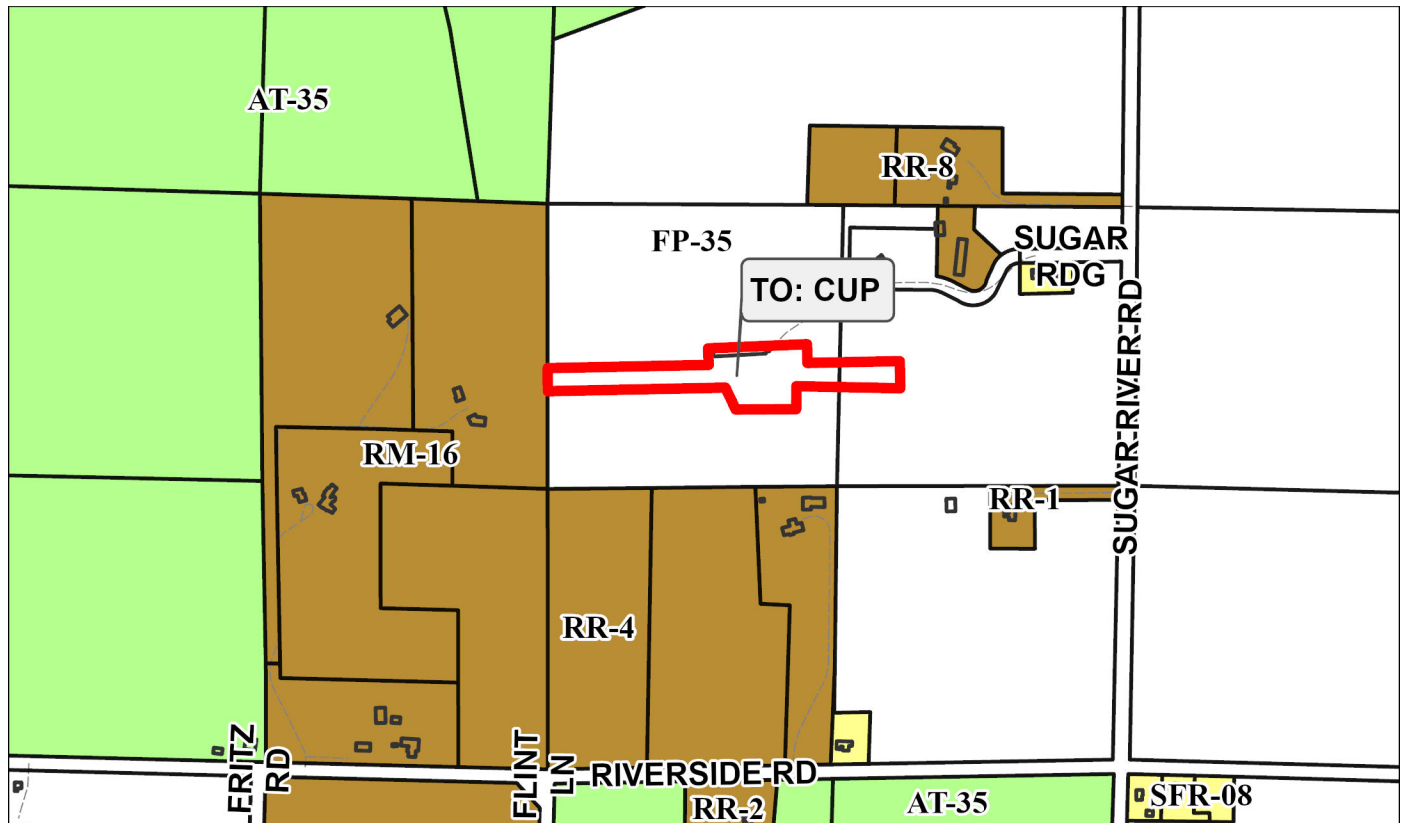 AT-35
RR-8
FP-35
SUGAR
RDG
TO: CUP
SUGAR RIVER RD
RM-16
RR-1
RR-4
FRITZ
RD
FLINT
LN
RIVERSIDE RD
RR-2
AT-35
SFR-08